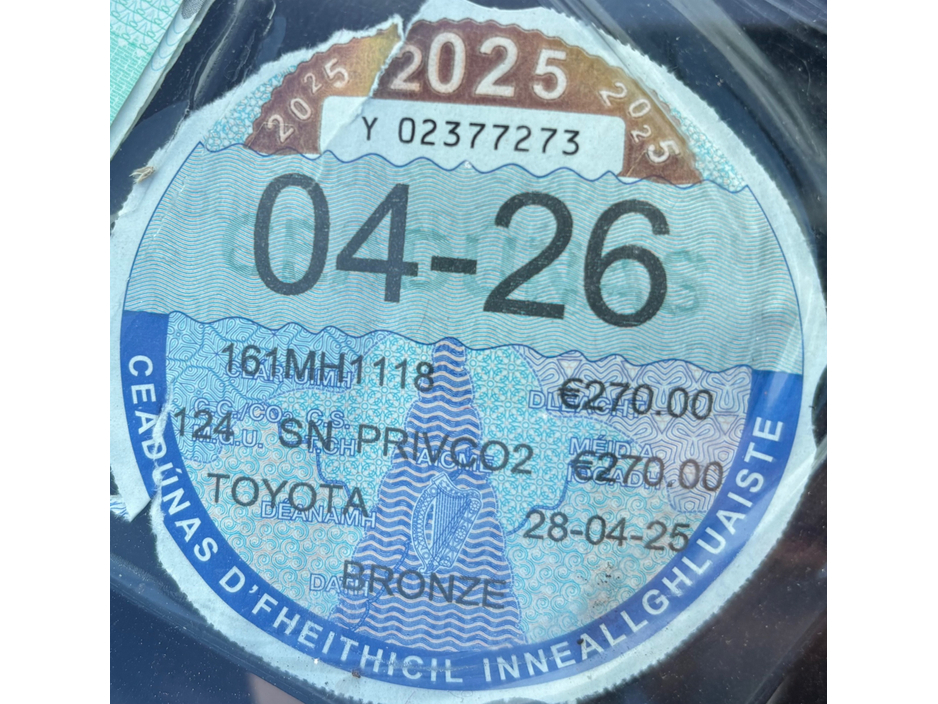 2025 2025 2025
Y 02377273
04-26
161MH1118 €270.00
124 SN PRIVCO2 €270.00
TOYOTA 28-04-25
DEANAMH
BRONZE
CEADÚNAS D'FHEITHICIL INNEALLGHLUAISTE